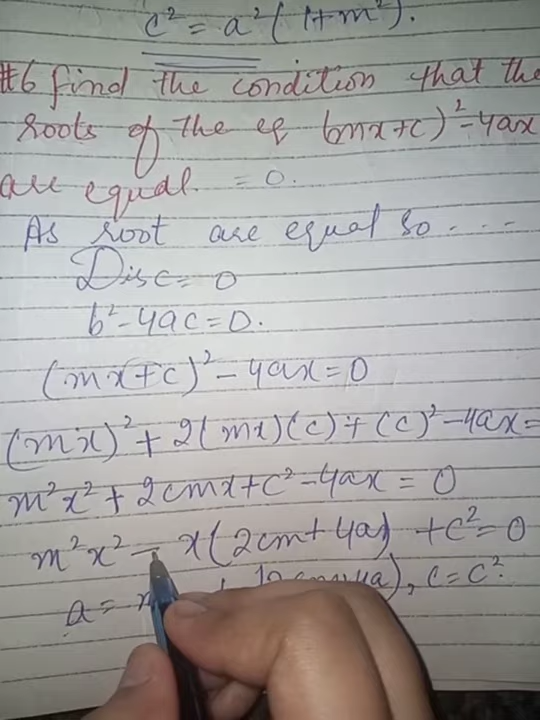 c² = a²(1+m²).
#6 find the condition that the
roots of the eq (mx+c)² - 4ax
are equal. = 0.
As root are equal so ----
Disc = 0
b² - 4ac = 0.
(mx+c)² - 4ax = 0
(mx)² + 2(mx)(c) + (c)² - 4ax =
m²x² + 2cmx + c² - 4ax = 0
m²x² - x(2cm + 4a) + c² = 0
a = 4a), c = c².